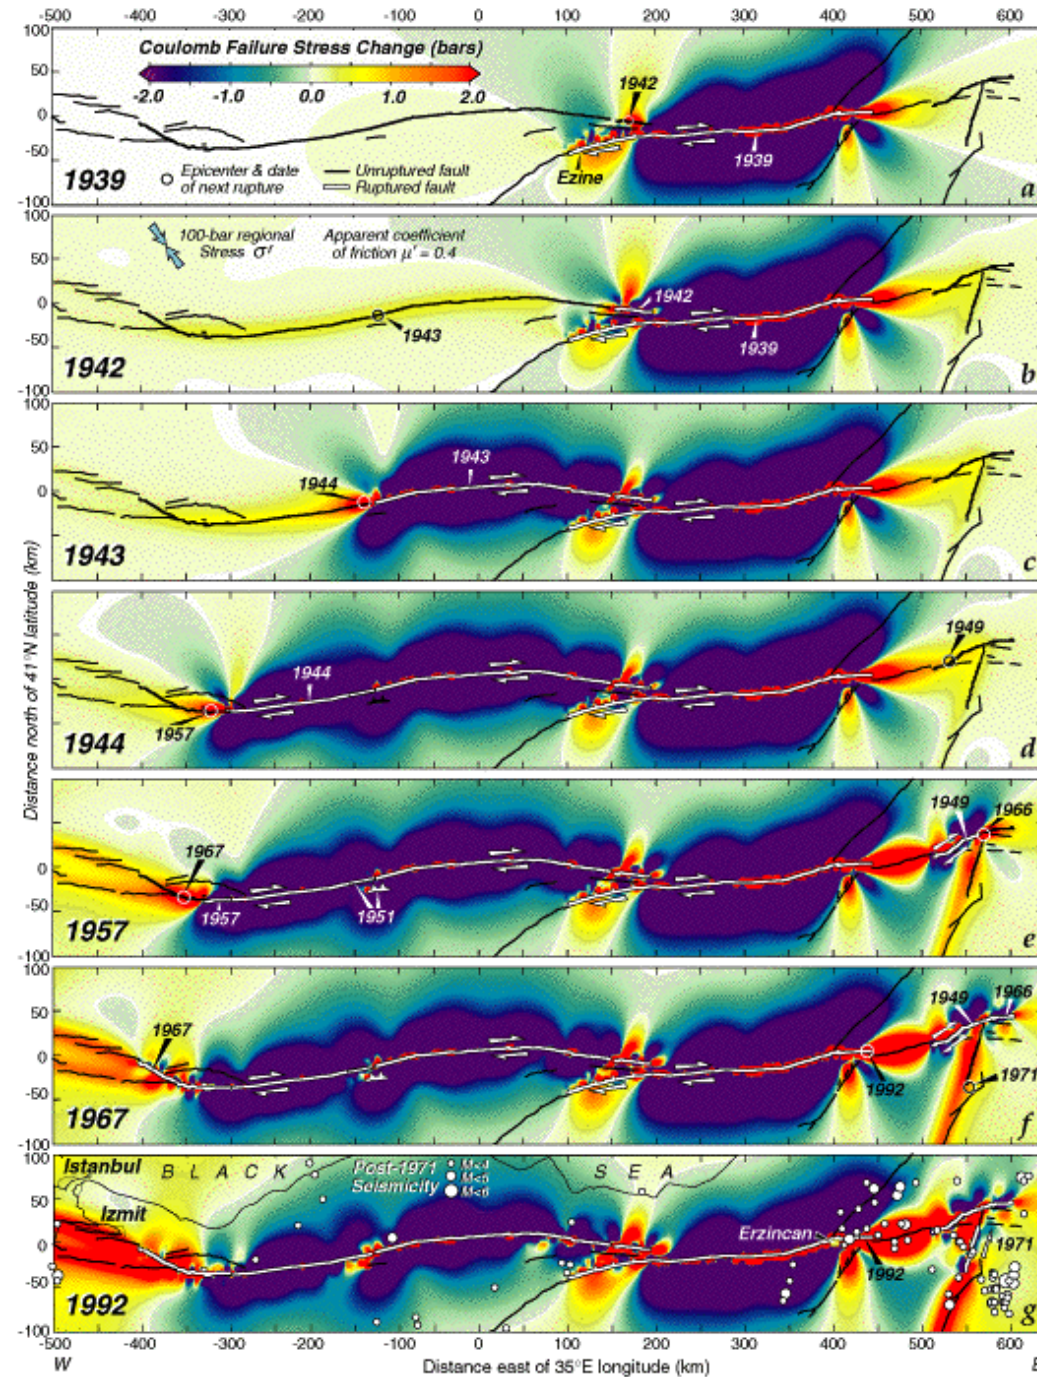 -500 -400 -300 -200 -100 0 100 200 300 400 500 600
Coulomb Failure Stress Change (bars)
-2.0 -1.0 0.0 1.0 2.0
100
50
0
-50
-100
1942
1939
Ezine
Epicenter & date
of next rupture
Unruptured fault
Ruptured fault
1939
a
100
50
0
-50
-100
100-bar regional
Stress σʳ
Apparent coefficient
of friction μ' = 0.4
1942
1943
1939
1942
b
100
50
0
1943
1944
1943
c
Distance north of 41°N latitude (km)
1949
1944
1957
1944
d
0
-50
-100
1949
1966
1967
1957
1951
1957
e
100
50
0
-50
-100
1949
1966
1967
1992
1971
1967
f
100
50
0
-50
-100
Istanbul
BLACK
SEA
Post-1971
Seismicity
M<4
M<5
M<6
Izmit
Erzincan
1971
1992
1992
g
-500 -400 -300 -200 -100 0 100 200 300 400 500 600
W
Distance east of 35°E longitude (km)
E